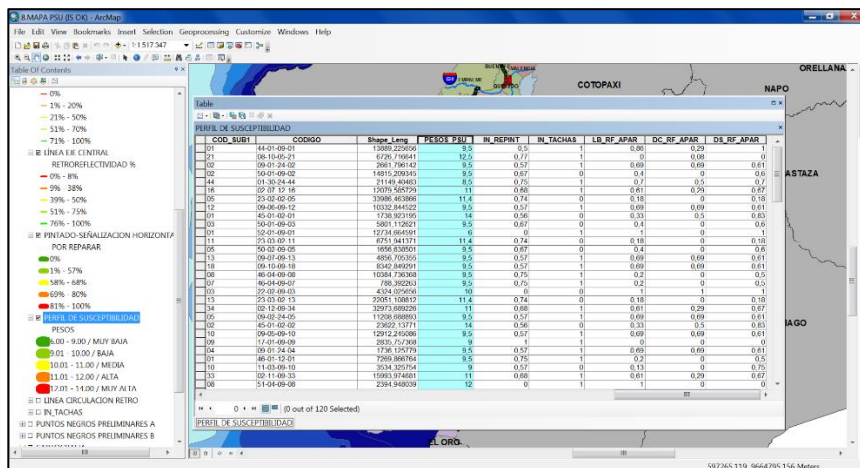 8.MAPA PSU (IS OK) - ArcMap
File Edit View Bookmarks Insert Selection Geoprocessing Customize Windows Help
1:1 517 347
Table Of Contents
0%
1% - 20%
21% - 50%
51% - 70%
71% - 100%
LÍNEA EJE CENTRAL
RETROREFLECTIVIDAD %
0% - 8%
9% - 38%
39% - 50%
51% - 75%
76% - 100%
PINTADO-SEÑALIZACION HORIZONTA
POR REPARAR
0%
1% - 57%
58% - 68%
69% - 80%
81% - 100%
PERFIL DE SUSCEPTIBILIDAD
PESOS
6.00 - 9.00 / MUY BAJA
9.01 - 10.00 / BAJA
10.01 - 11.00 / MEDIA
11.01 - 12.00 / ALTA
12.01 - 14.00 / MUY ALTA
LINEA CIRCULACION RETRO
IN_TACHAS
PUNTOS NEGROS PRELIMINARES A
PUNTOS NEGROS PRELIMINARES B
COTOPAXI
ORELLANA
NAPO
ASTAZA
IAGO
EL ORO
Table
PERFIL DE SUSCEPTIBILIDAD
COD_SUB1 CODIGO Shape_Leng PESOS_PSU IN_REPINT IN_TACHAS LB_RF_APAR DC_RF_APAR DS_RF_APAR
01 44-01-09-01 13889,225656 9,5 0,5 1 0,86 0,29 1
21 08-10-05-21 6726,716641 12,5 0,77 1 0 0,08 0
02 09-01-24-02 2661,796142 9,5 0,57 1 0,69 0,69 0,61
02 50-01-09-02 14815,209345 9,5 0,67 0 0,4 0 0,6
44 01-30-24-44 21149,40483 8,5 0,75 1 0,7 0,5 0,7
16 02 07 12 16 12079,585729 11 0,68 1 0,61 0,29 0,67
05 23-02-02-05 33986,463866 11,4 0,74 0 0,18 0 0,18
12 09-06-09-12 10332,844522 9,5 0,57 1 0,69 0,69 0,61
01 45-01-02-01 1738,923195 14 0,56 0 0,33 0,5 0,83
03 50-01-09-03 5801,112621 9,5 0,67 0 0,4 0 0,6
01 52-01-09-01 12734,664591 6 0 1 1 0 1
11 23-03-02-11 6751,941371 11,4 0,74 0 0,18 0 0,18
05 50-02-09-05 1656,638501 9,5 0,67 0 0,4 0 0,6
13 09-07-09-13 4856,705355 9,5 0,57 1 0,69 0,69 0,61
18 09-10-09-18 8342,849291 9,5 0,57 1 0,69 0,69 0,61
08 46-04-09-08 10384,736368 9,5 0,75 1 0,2 0 0,5
07 46-04-09-07 788,392263 9,5 0,75 1 0,2 0 0,5
03 22-02-09-03 4324,025656 10 0 0 1 1 1
13 23-03 02-13 22051,108812 11,4 0,74 0 0,18 0 0,18
34 02-12-09-34 32973,689226 11 0,68 1 0,61 0,29 0,67
05 09-02-24-05 11208,668893 9,5 0,57 1 0,69 0,69 0,61
02 45-01-02-02 23622,13771 14 0,56 0 0,33 0,5 0,83
10 09-05-09-10 12912,245086 9,5 0,57 1 0,69 0,69 0,61
09 17-01-09-09 2835,757368 9 1 1 0 0 0
04 09-01-24-04 1736,125779 9,5 0,57 1 0,69 0,69 0,61
01 46-01-12-01 7269,866764 9,5 0,75 1 0,2 0 0,5
10 11-03-09-10 3534,325754 9 0,57 0 0,13 0 0,75
33 02-11-09-33 15993,974681 11 0,68 1 0,61 0,29 0,67
08 51-04-09-08 2394,948039 12 0 1 1 0 0
0 (0 out of 120 Selected)
PERFIL DE SUSCEPTIBILIDAD
597265,119 9664795,156 Meters